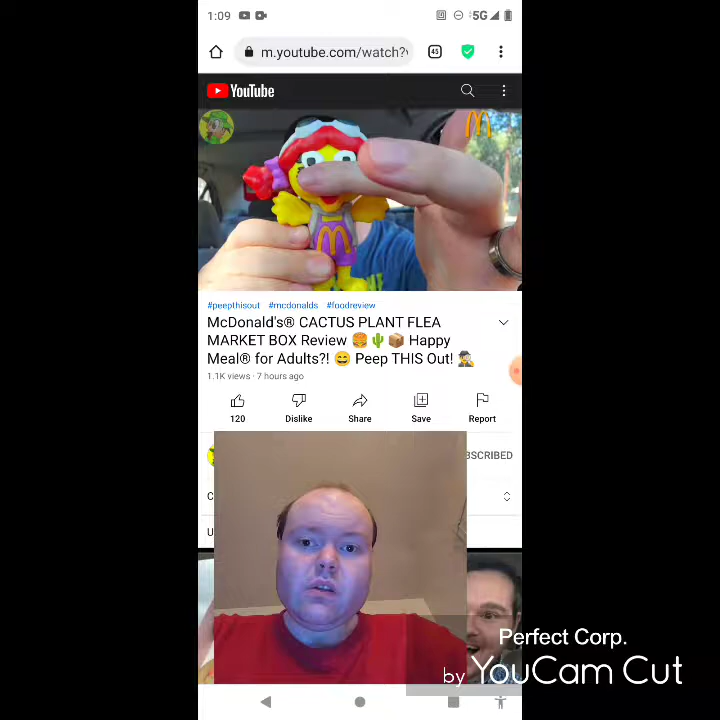 1:09 5G
m.youtube.com/watch?v 45
YouTube
#peepthisout #mcdonalds #foodreview
McDonald's® CACTUS PLANT FLEA
MARKET BOX Review 🍔🌵📦 Happy
Meal® for Adults?! 😄 Peep THIS Out! 🕵️
1.1K views · 7 hours ago
120 Dislike Share Save Report
BSCRIBED
C
U
Perfect Corp.
by YouCam Cut